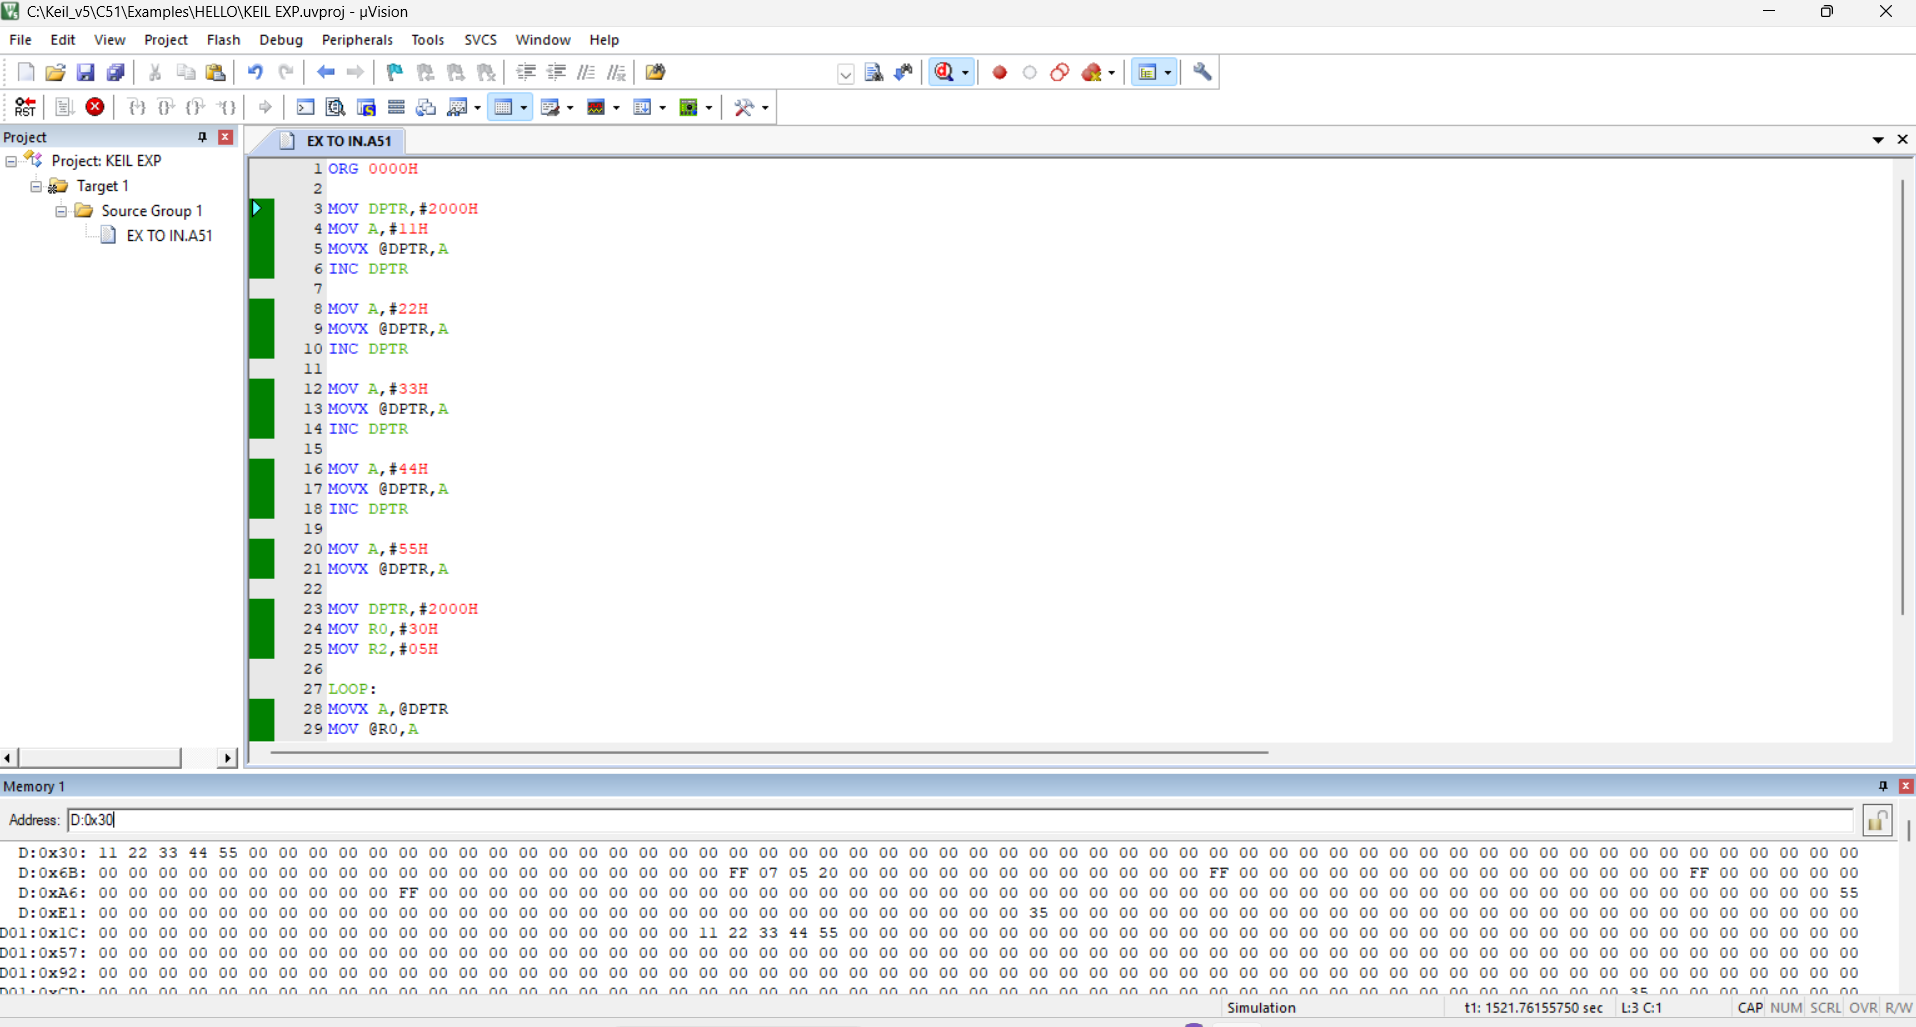 C:\Keil_v5\C51\Examples\HELLO\KEIL EXP.uvproj - µVision
File Edit View Project Flash Debug Peripherals Tools SVCS Window Help
RST
Project
EX TO IN.A51
Project: KEIL EXP
Target 1
Source Group 1
EX TO IN.A51
1 ORG 0000H
2
3 MOV DPTR,#2000H
4 MOV A,#11H
5 MOVX @DPTR,A
6 INC DPTR
7
8 MOV A,#22H
9 MOVX @DPTR,A
10 INC DPTR
11
12 MOV A,#33H
13 MOVX @DPTR,A
14 INC DPTR
15
16 MOV A,#44H
17 MOVX @DPTR,A
18 INC DPTR
19
20 MOV A,#55H
21 MOVX @DPTR,A
22
23 MOV DPTR,#2000H
24 MOV R0,#30H
25 MOV R2,#05H
26
27 LOOP:
28 MOVX A,@DPTR
29 MOV @R0,A
Memory 1
Address: D:0x30
D:0x30: 11 22 33 44 55 00 00 00 00 00 00 00 00 00 00 00 00 00 00 00 00 00 00 00 00 00 00 00 00 00 00 00 00 00 00 00 00 00 00 00 00 00 00 00 00 00 00 00 00 00 00 00 00 00 00 00 00 00 00
D:0x6B: 00 00 00 00 00 00 00 00 00 00 00 00 00 00 00 00 00 00 00 00 00 FF 07 05 20 00 00 00 00 00 00 00 00 00 00 00 00 FF 00 00 00 00 00 00 00 00 00 00 00 00 00 00 00 FF 00 00 00 00 00
D:0xA6: 00 00 00 00 00 00 00 00 00 00 FF 00 00 00 00 00 00 00 00 00 00 00 00 00 00 00 00 00 00 00 00 00 00 00 00 00 00 00 00 00 00 00 00 00 00 00 00 00 00 00 00 00 00 00 00 00 00 00 55
D:0xE1: 00 00 00 00 00 00 00 00 00 00 00 00 00 00 00 00 00 00 00 00 00 00 00 00 00 00 00 00 00 00 00 35 00 00 00 00 00 00 00 00 00 00 00 00 00 00 00 00 00 00 00 00 00 00 00 00 00 00 00
D01:0x1C: 00 00 00 00 00 00 00 00 00 00 00 00 00 00 00 00 00 00 00 00 11 22 33 44 55 00 00 00 00 00 00 00 00 00 00 00 00 00 00 00 00 00 00 00 00 00 00 00 00 00 00 00 00 00 00 00 00 00 00
D01:0x57: 00 00 00 00 00 00 00 00 00 00 00 00 00 00 00 00 00 00 00 00 00 00 00 00 00 00 00 00 00 00 00 00 00 00 00 00 00 00 00 00 00 00 00 00 00 00 00 00 00 00 00 00 00 00 00 00 00 00 00
D01:0x92: 00 00 00 00 00 00 00 00 00 00 00 00 00 00 00 00 00 00 00 00 00 00 00 00 00 00 00 00 00 00 00 00 00 00 00 00 00 00 00 00 00 00 00 00 00 00 00 00 00 00 00 00 00 00 00 00 00 00 00
Simulation t1: 1521.76155750 sec L:3 C:1 CAP NUM SCRL OVR R/W